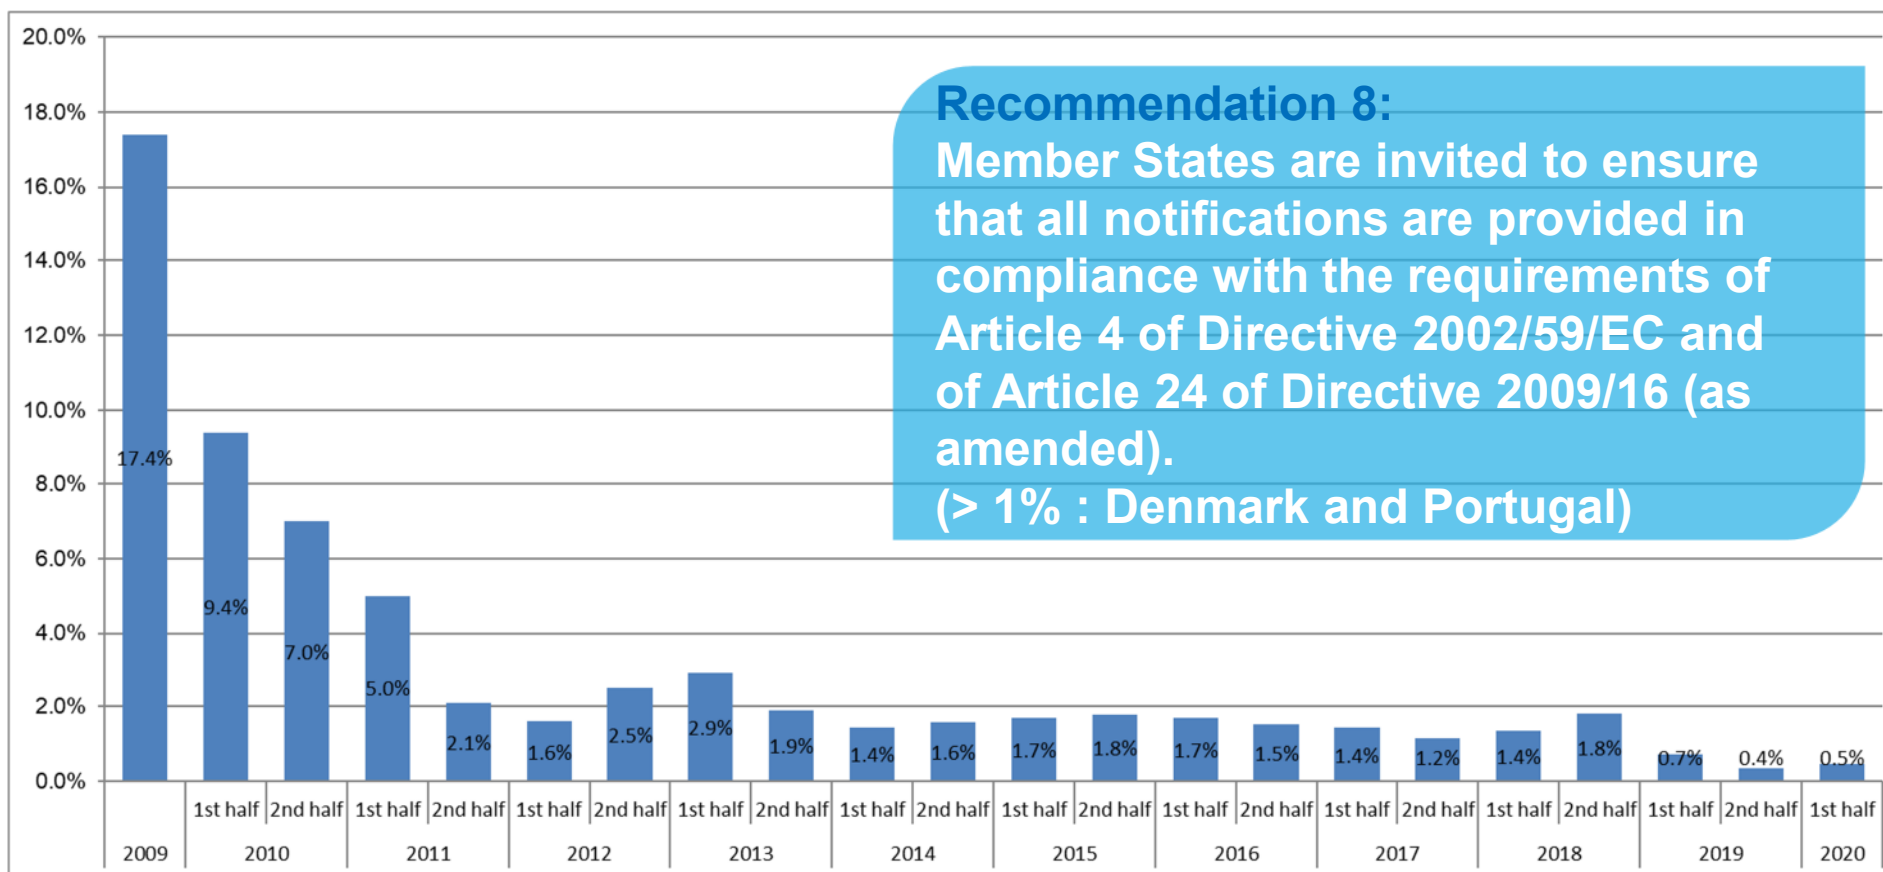 20.0%
18.0%
16.0%
14.0%
12.0%
10.0%
8.0%
6.0%
4.0%
2.0%
0.0%
Recommendation 8:
Member States are invited to ensure
that all notifications are provided in
compliance with the requirements of
Article 4 of Directive 2002/59/EC and
of Article 24 of Directive 2009/16 (as
amended).
(> 1% : Denmark and Portugal)
17.4% 9.4% 7.0% 5.0% 2.1% 1.6% 2.5% 2.9% 1.9% 1.4% 1.6% 1.7% 1.8% 1.7% 1.5% 1.4% 1.2% 1.4% 1.8% 0.7% 0.4% 0.5%
1st half 2nd half 1st half 2nd half 1st half 2nd half 1st half 2nd half 1st half 2nd half 1st half 2nd half 1st half 2nd half 1st half 2nd half 1st half 2nd half 1st half 2nd half 1st half
2009 2010 2011 2012 2013 2014 2015 2016 2017 2018 2019 2020